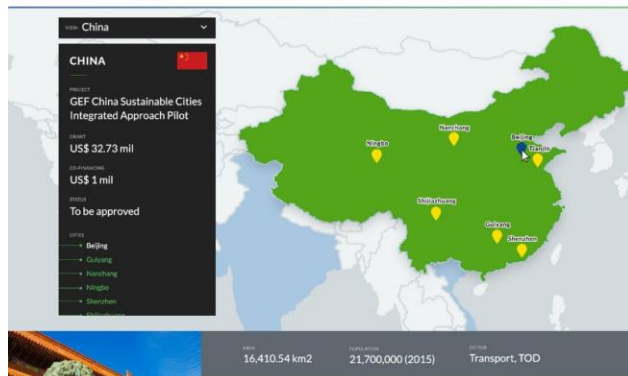 VIEW China
CHINA
PROJECT
GEF China Sustainable Cities
Integrated Approach Pilot
GRANT
US$ 32.73 mil
CO-FINANCING
US$ 1 mil
STATUS
To be approved
CITIES
Beijing
Guiyang
Nanchang
Ningbo
Shenzhen
Shijiazhuang
Nanchang
Beijing
Tianjin
Ningbo
Shijiazhuang
Guiyang
Shenzhen
AREA
16,410.54 km2
POPULATION
21,700,000 (2015)
SECTOR
Transport, TOD